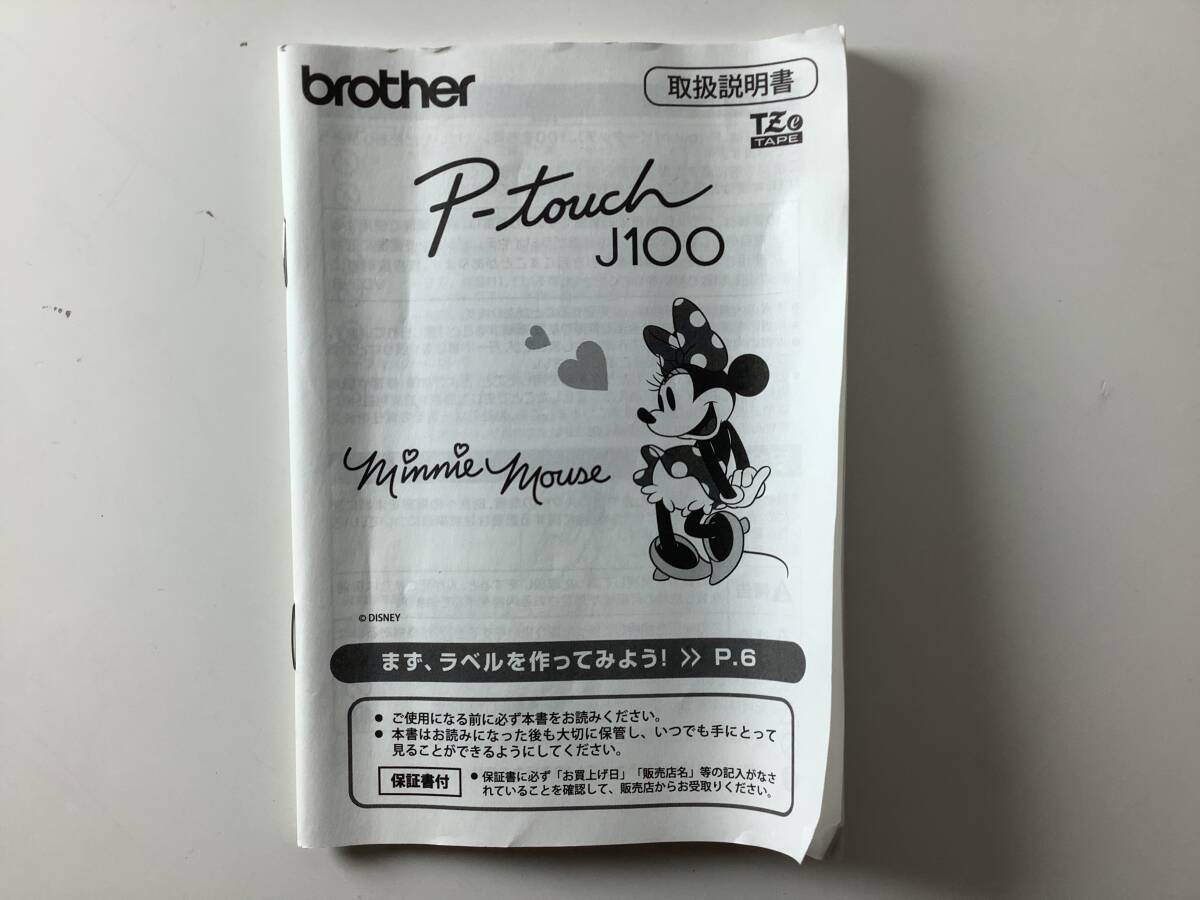 brother
取扱説明書
TZe
TAPE
P-touch
J100
Minnie Mouse
© DISNEY
まず、ラベルを作ってみよう! >> P.6
● ご使用になる前に必ず本書をお読みください。
● 本書はお読みになった後も大切に保管し、いつでも手にとって
見ることができるようにしてください。
保証書付
● 保証書に必ず「お買上げ日」「販売店名」等の記入がなさ
れていることを確認して、販売店からお受取りください。